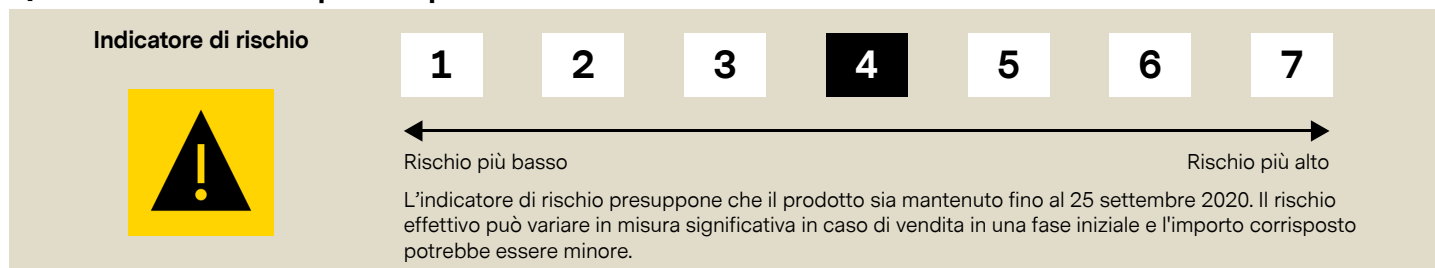 Indicatore di rischio
1 2 3 4 5 6 7
Rischio più basso Rischio più alto
L'indicatore di rischio presuppone che il prodotto sia mantenuto fino al 25 settembre 2020. Il rischio
effettivo può variare in misura significativa in caso di vendita in una fase iniziale e l'importo corrisposto
potrebbe essere minore.